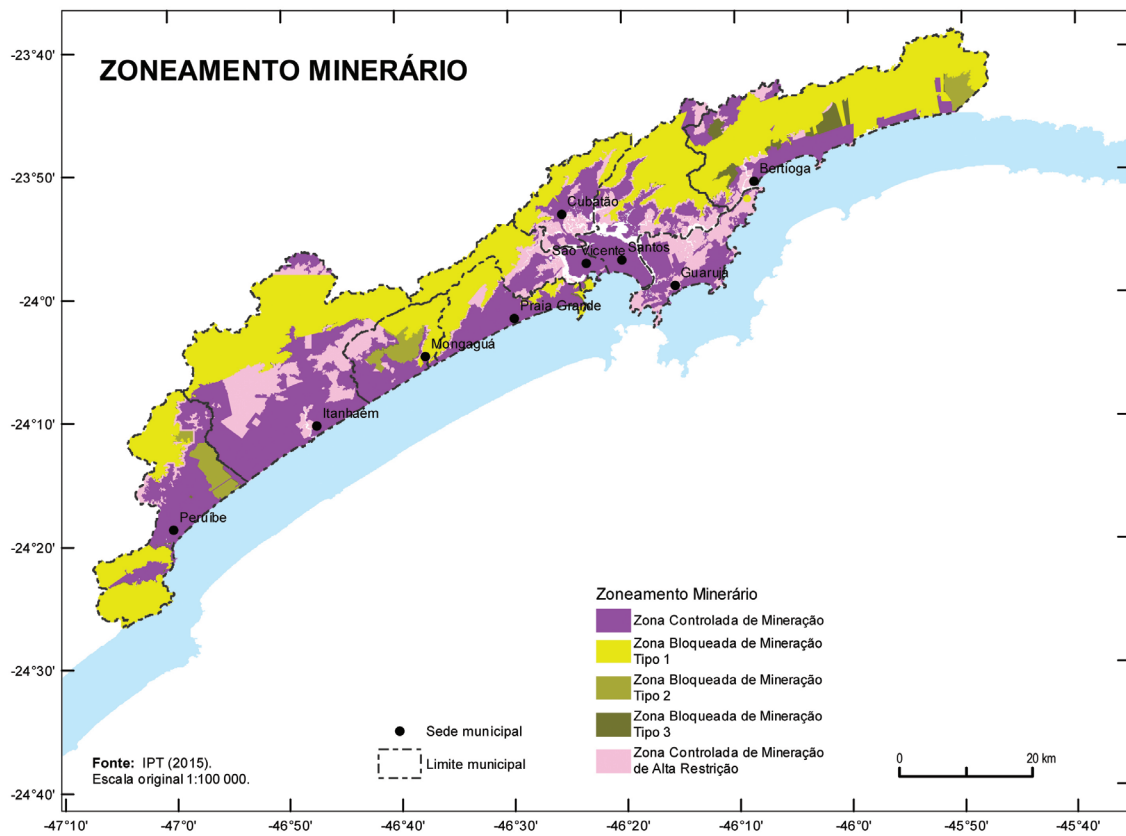 ZONEAMENTO MINERÁRIO
-23°40'
-23°50'
-24°0'
-24°10'
-24°20'
-24°30'
-24°40'
Bertioga
Cubatão
São Vicente
Santos
Guarujá
Praia Grande
Mongaguá
Itanhaém
Peruíbe
Zoneamento Minerário
Zona Controlada de Mineração
Zona Bloqueada de Mineração
Tipo 1
Zona Bloqueada de Mineração
Tipo 2
Zona Bloqueada de Mineração
Tipo 3
Zona Controlada de Mineração
de Alta Restrição
Sede municipal
Limite municipal
Fonte: IPT (2015).
Escala original 1:100 000.
0 20 km
-47°10' -47°0' -46°50' -46°40' -46°30' -46°20' -46°10' -46°0' -45°50' -45°40'